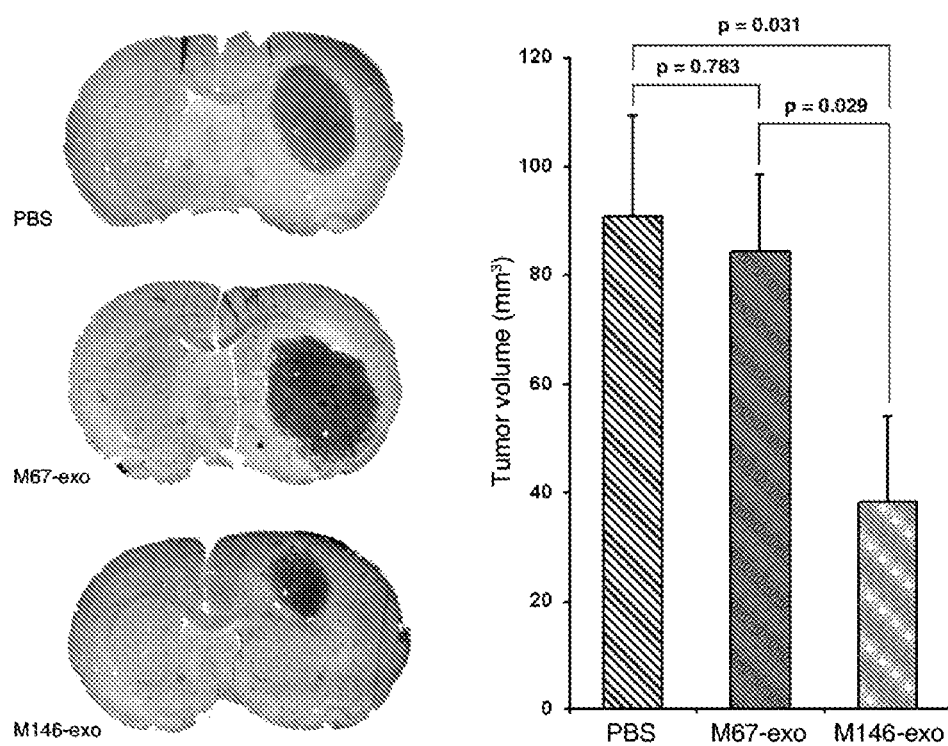 PBS
M67-exo
M146-exo
p = 0.031
p = 0.783
p = 0.029
Tumor volume (mm³)
120
100
80
60
40
20
0
PBS M67-exo M146-exo